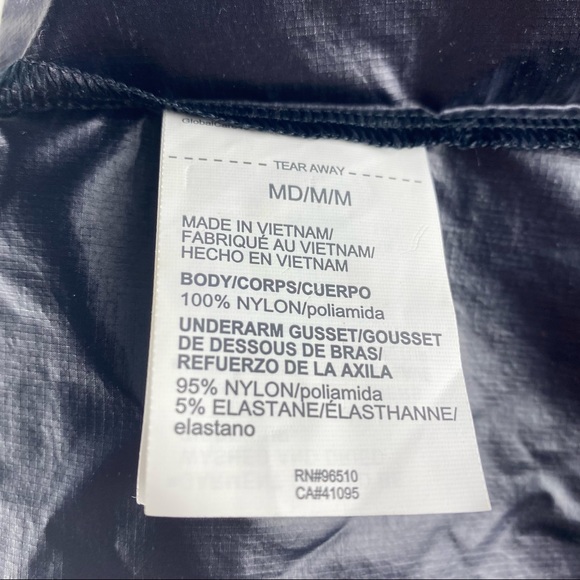 TEAR AWAY
MD/M/M
MADE IN VIETNAM/
FABRIQUÉ AU VIETNAM/
HECHO EN VIETNAM
BODY/CORPS/CUERPO
100% NYLON/poliamida
UNDERARM GUSSET/GOUSSET
DE DESSOUS DE BRAS/
REFUERZO DE LA AXILA
95% NYLON/poliamida
5% ELASTANE/ÉLASTHANNE/
elastano
RN#96510
CA#41095